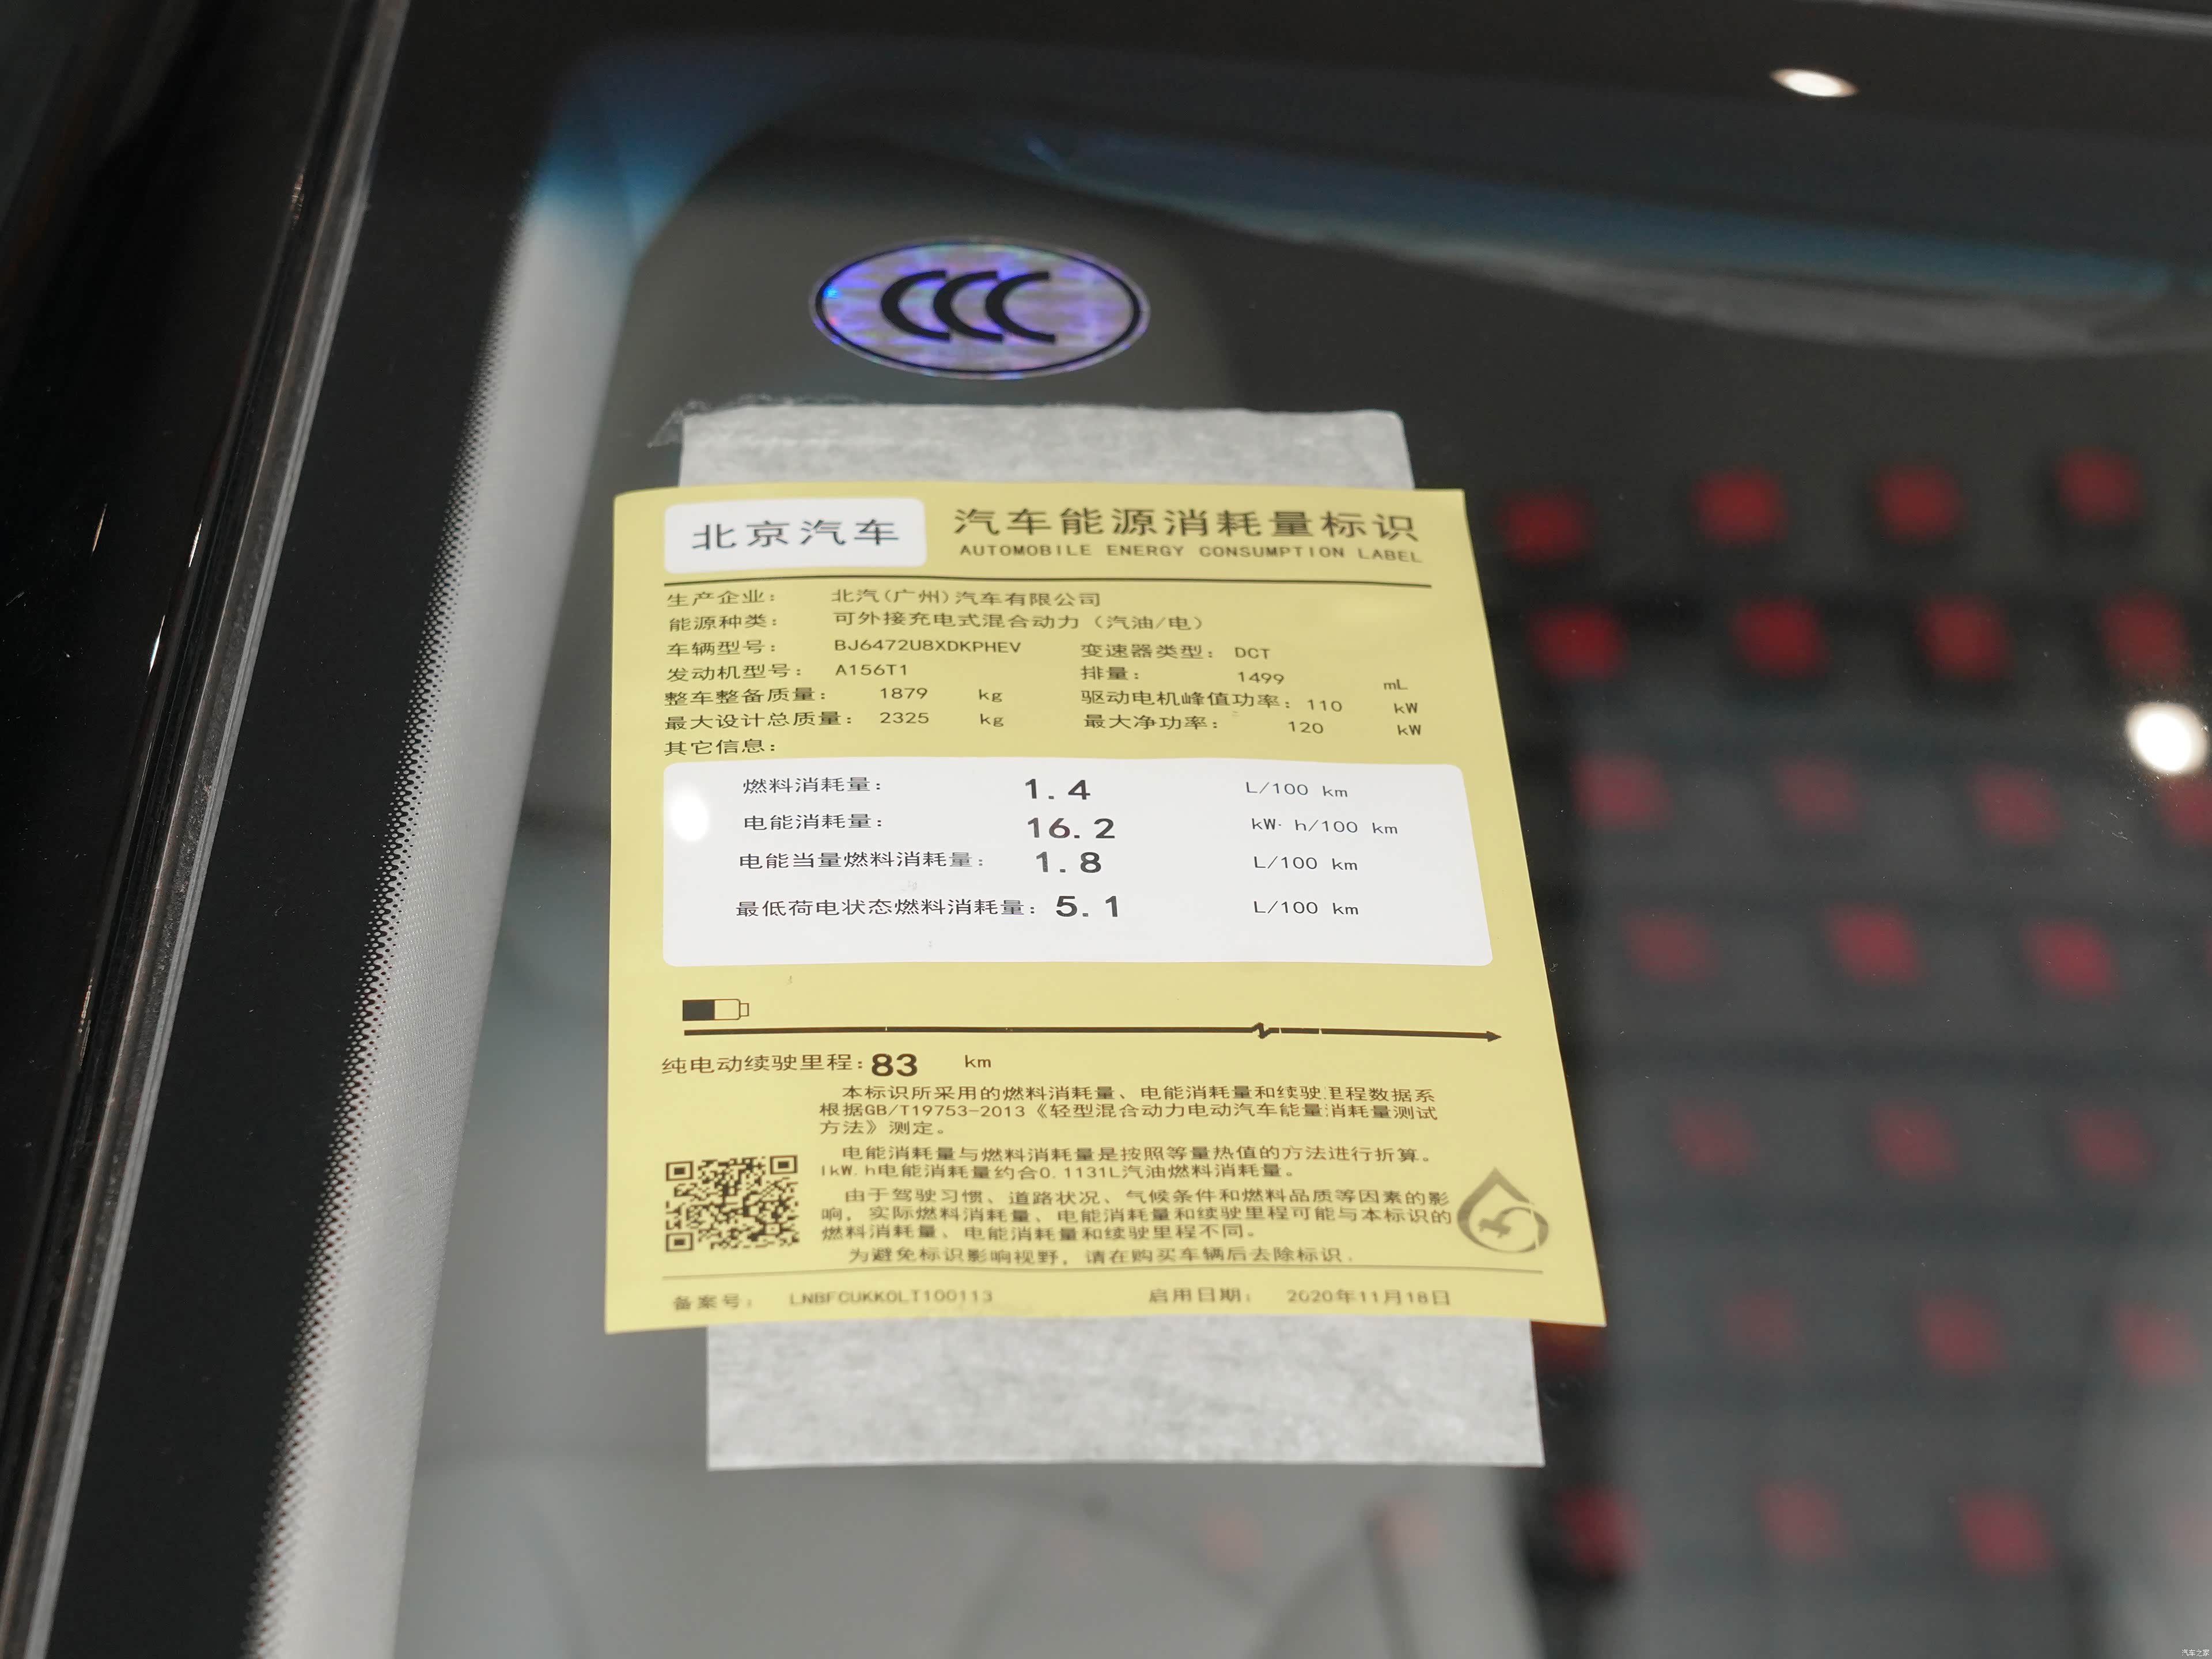 CCC
北京汽车
汽车能源消耗量标识
AUTOMOBILE ENERGY CONSUMPTION LABEL
生产企业： 北汽(广州)汽车有限公司
能源种类： 可外接充电式混合动力（汽油/电）
车辆型号： BJ6472U8XDKPHEV 变速器类型： DCT
发动机型号： A156T1 排量： 1499 mL
整车整备质量： 1879 kg 驱动电机峰值功率： 110 kW
最大设计总质量： 2325 kg 最大净功率： 120 kW
其它信息：
燃料消耗量： 1.4 L/100 km
电能消耗量： 16.2 kW·h/100 km
电能当量燃料消耗量： 1.8 L/100 km
最低荷电状态燃料消耗量： 5.1 L/100 km
纯电动续驶里程： 83 km
本标识所采用的燃料消耗量、电能消耗量和续驶里程数据系
根据GB/T19753-2013《轻型混合动力电动汽车能量消耗量测试
方法》测定。
电能消耗量与燃料消耗量是按照等量热值的方法进行折算。
1kW.h电能消耗量约合0.1131L汽油燃料消耗量。
由于驾驶习惯、道路状况、气候条件和燃料品质等因素的影
响，实际燃料消耗量、电能消耗量和续驶里程可能与本标识的
燃料消耗量、电能消耗量和续驶里程不同。
为避免标识影响视野，请在购买车辆后去除标识.
备案号： LNBFCUKK0LT100113 启用日期： 2020年11月18日
汽车之家